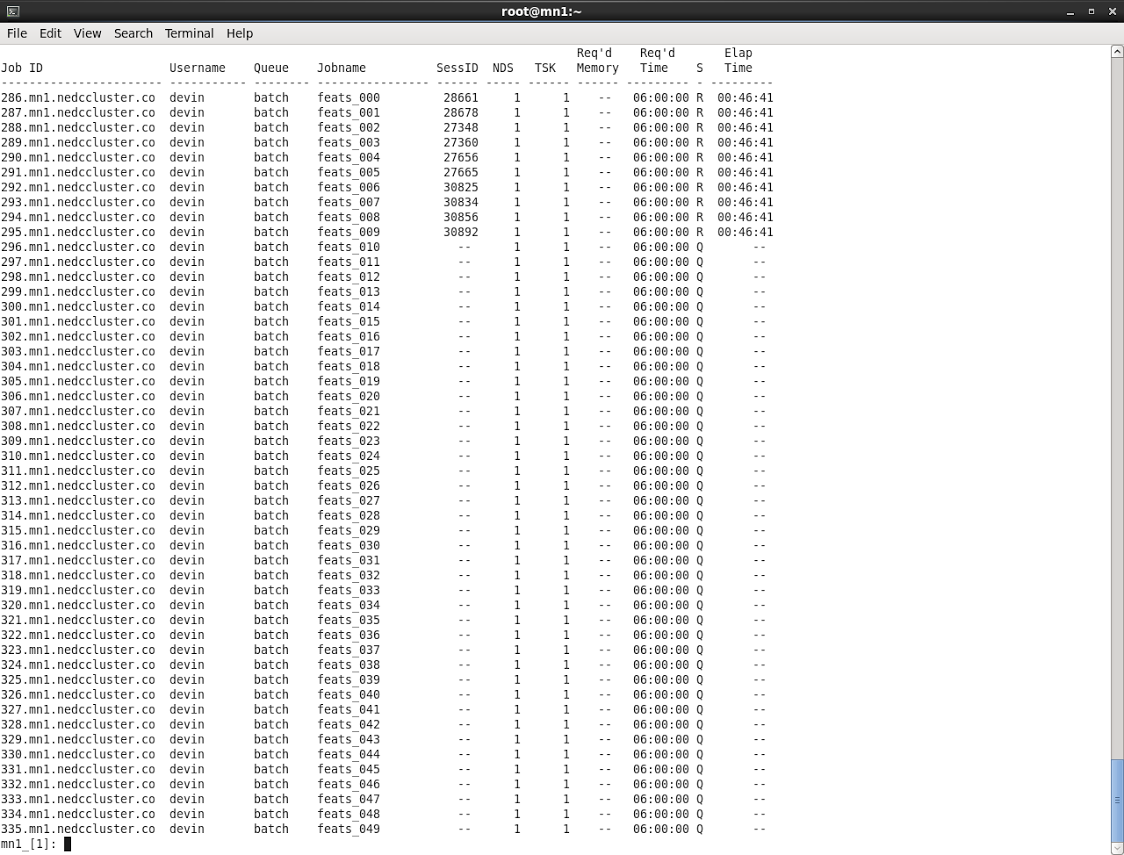 root@mn1:~
File Edit View Search Terminal Help
Req'd Req'd Elap
Job ID Username Queue Jobname SessID NDS TSK Memory Time S Time
----------------------- ----------- -------- ---------------- ------ ----- ------ ------ --------- - ---------
286.mn1.nedccluster.co devin batch feats_000 28661 1 1 -- 06:00:00 R 00:46:41
287.mn1.nedccluster.co devin batch feats_001 28678 1 1 -- 06:00:00 R 00:46:41
288.mn1.nedccluster.co devin batch feats_002 27348 1 1 -- 06:00:00 R 00:46:41
289.mn1.nedccluster.co devin batch feats_003 27360 1 1 -- 06:00:00 R 00:46:41
290.mn1.nedccluster.co devin batch feats_004 27656 1 1 -- 06:00:00 R 00:46:41
291.mn1.nedccluster.co devin batch feats_005 27665 1 1 -- 06:00:00 R 00:46:41
292.mn1.nedccluster.co devin batch feats_006 30825 1 1 -- 06:00:00 R 00:46:41
293.mn1.nedccluster.co devin batch feats_007 30834 1 1 -- 06:00:00 R 00:46:41
294.mn1.nedccluster.co devin batch feats_008 30856 1 1 -- 06:00:00 R 00:46:41
295.mn1.nedccluster.co devin batch feats_009 30892 1 1 -- 06:00:00 R 00:46:41
296.mn1.nedccluster.co devin batch feats_010 -- 1 1 -- 06:00:00 Q --
297.mn1.nedccluster.co devin batch feats_011 -- 1 1 -- 06:00:00 Q --
298.mn1.nedccluster.co devin batch feats_012 -- 1 1 -- 06:00:00 Q --
299.mn1.nedccluster.co devin batch feats_013 -- 1 1 -- 06:00:00 Q --
300.mn1.nedccluster.co devin batch feats_014 -- 1 1 -- 06:00:00 Q --
301.mn1.nedccluster.co devin batch feats_015 -- 1 1 -- 06:00:00 Q --
302.mn1.nedccluster.co devin batch feats_016 -- 1 1 -- 06:00:00 Q --
303.mn1.nedccluster.co devin batch feats_017 -- 1 1 -- 06:00:00 Q --
304.mn1.nedccluster.co devin batch feats_018 -- 1 1 -- 06:00:00 Q --
305.mn1.nedccluster.co devin batch feats_019 -- 1 1 -- 06:00:00 Q --
306.mn1.nedccluster.co devin batch feats_020 -- 1 1 -- 06:00:00 Q --
307.mn1.nedccluster.co devin batch feats_021 -- 1 1 -- 06:00:00 Q --
308.mn1.nedccluster.co devin batch feats_022 -- 1 1 -- 06:00:00 Q --
309.mn1.nedccluster.co devin batch feats_023 -- 1 1 -- 06:00:00 Q --
310.mn1.nedccluster.co devin batch feats_024 -- 1 1 -- 06:00:00 Q --
311.mn1.nedccluster.co devin batch feats_025 -- 1 1 -- 06:00:00 Q --
312.mn1.nedccluster.co devin batch feats_026 -- 1 1 -- 06:00:00 Q --
313.mn1.nedccluster.co devin batch feats_027 -- 1 1 -- 06:00:00 Q --
314.mn1.nedccluster.co devin batch feats_028 -- 1 1 -- 06:00:00 Q --
315.mn1.nedccluster.co devin batch feats_029 -- 1 1 -- 06:00:00 Q --
316.mn1.nedccluster.co devin batch feats_030 -- 1 1 -- 06:00:00 Q --
317.mn1.nedccluster.co devin batch feats_031 -- 1 1 -- 06:00:00 Q --
318.mn1.nedccluster.co devin batch feats_032 -- 1 1 -- 06:00:00 Q --
319.mn1.nedccluster.co devin batch feats_033 -- 1 1 -- 06:00:00 Q --
320.mn1.nedccluster.co devin batch feats_034 -- 1 1 -- 06:00:00 Q --
321.mn1.nedccluster.co devin batch feats_035 -- 1 1 -- 06:00:00 Q --
322.mn1.nedccluster.co devin batch feats_036 -- 1 1 -- 06:00:00 Q --
323.mn1.nedccluster.co devin batch feats_037 -- 1 1 -- 06:00:00 Q --
324.mn1.nedccluster.co devin batch feats_038 -- 1 1 -- 06:00:00 Q --
325.mn1.nedccluster.co devin batch feats_039 -- 1 1 -- 06:00:00 Q --
326.mn1.nedccluster.co devin batch feats_040 -- 1 1 -- 06:00:00 Q --
327.mn1.nedccluster.co devin batch feats_041 -- 1 1 -- 06:00:00 Q --
328.mn1.nedccluster.co devin batch feats_042 -- 1 1 -- 06:00:00 Q --
329.mn1.nedccluster.co devin batch feats_043 -- 1 1 -- 06:00:00 Q --
330.mn1.nedccluster.co devin batch feats_044 -- 1 1 -- 06:00:00 Q --
331.mn1.nedccluster.co devin batch feats_045 -- 1 1 -- 06:00:00 Q --
332.mn1.nedccluster.co devin batch feats_046 -- 1 1 -- 06:00:00 Q --
333.mn1.nedccluster.co devin batch feats_047 -- 1 1 -- 06:00:00 Q --
334.mn1.nedccluster.co devin batch feats_048 -- 1 1 -- 06:00:00 Q --
335.mn1.nedccluster.co devin batch feats_049 -- 1 1 -- 06:00:00 Q --
mn1_[1]: